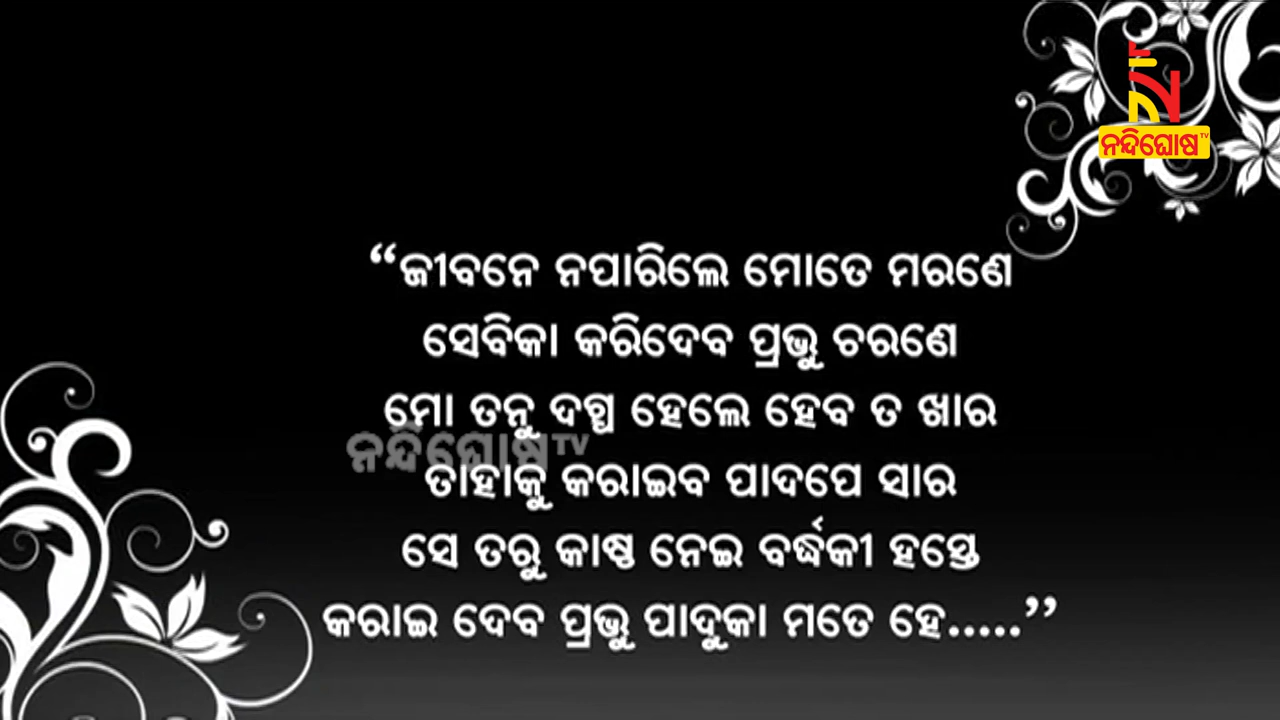 ନନ୍ଦିଘୋଷ TV
“ଜୀବନେ ନପାରିଲେ ମୋତେ ମରଣେ
ସେବିକା କରିଦେବ ପ୍ରଭୁ ଚରଣେ
ମୋ ତନୁ ଦଗ୍ଧ ହେଲେ ହେବ ତ ଖାର
ନନ୍ଦିଘୋଷ TV
ତାହାକୁ କରାଇବ ପାଦପେ ସାର
ସେ ତରୁ କାଷ୍ଠ ନେଇ ବର୍ଦ୍ଧକୀ ହସ୍ତେ
କରାଇ ଦେବ ପ୍ରଭୁ ପାଦୁକା ମତେ ହେ.....”